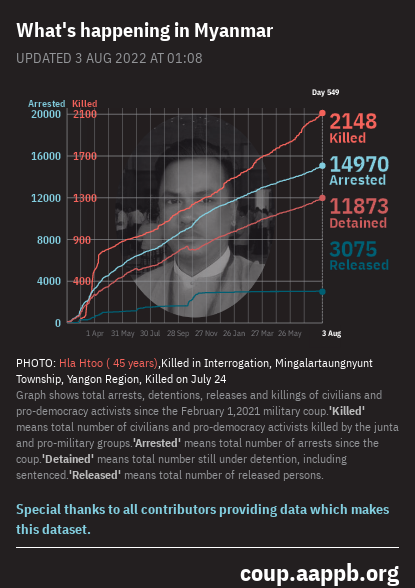 What's happening in Myanmar
UPDATED 3 AUG 2022 AT 01:08
Day 549
Arrested Killed
20000 2100
16000 1700
12000 1300
8000 900
4000 400
0
2148
Killed
14970
Arrested
11873
Detained
3075
Released
1 Apr 31 May 30 Jul 28 Sep 27 Nov 26 Jan 27 Mar 26 May 3 Aug
PHOTO: Hla Htoo ( 45 years),Killed in Interrogation, Mingalartaungnyunt
Township, Yangon Region, Killed on July 24
Graph shows total arrests, detentions, releases and killings of civilians and
pro-democracy activists since the February 1,2021 military coup.'Killed'
means total number of civilians and pro-democracy activists killed by the junta
and pro-military groups.'Arrested' means total number of arrests since the
coup.'Detained' means total number still under detention, including
sentenced.'Released' means total number of released persons.
Special thanks to all contributors providing data which makes
this dataset.
coup.aappb.org